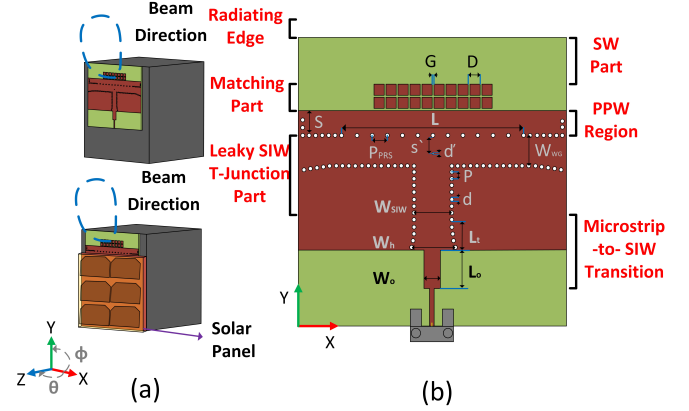 Beam
Direction
Beam
Direction
Solar
Panel
Y
ϕ
Z
θ
X
(a)
Radiating
Edge
Matching
Part
Leaky SIW
T-Junction
Part
G
D
S
L
PPRS
s`
d′
WWG
P
d
WSIW
Wh
Lt
Wo
Lo
Y
X
SW
Part
PPW
Region
Microstrip
-to- SIW
Transition
(b)